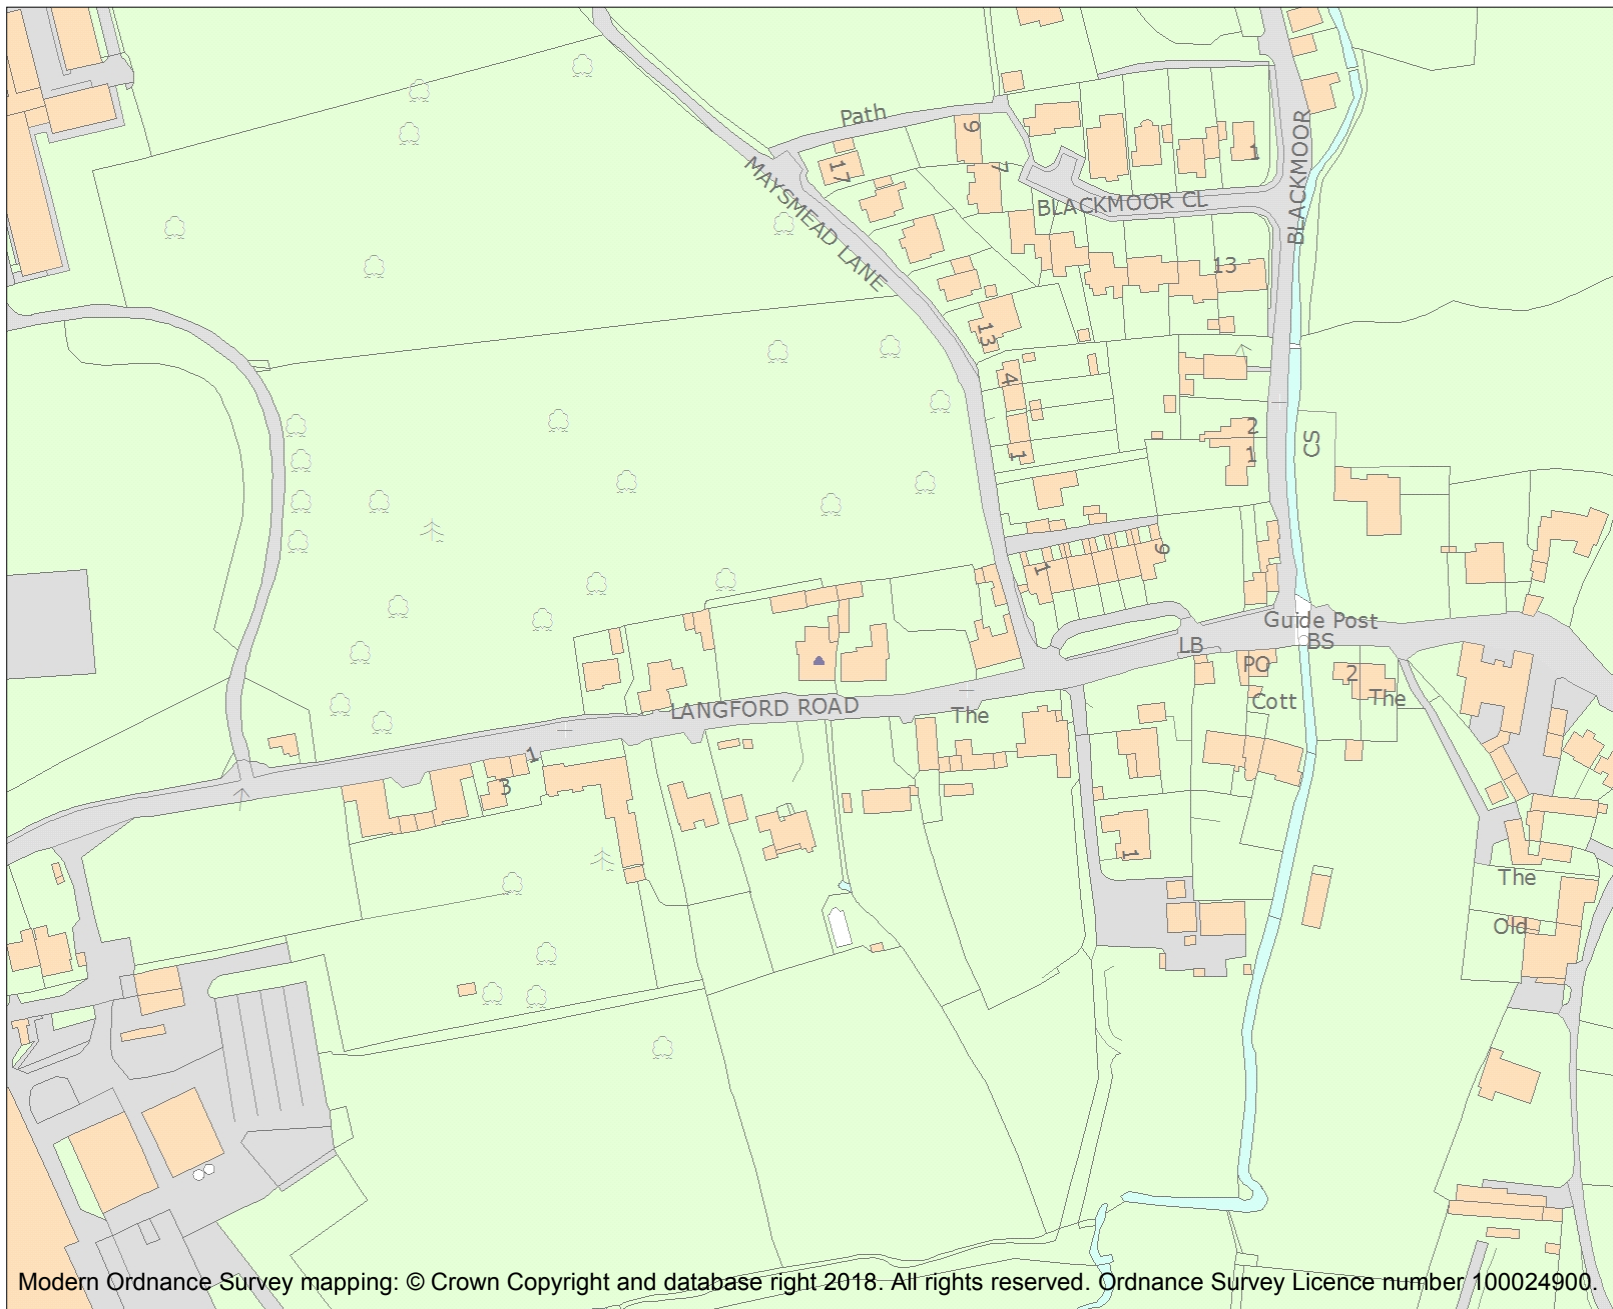 Path
9
17
7
1
MAYSMEAD LANE
BLACKMOOR CL
BLACKMOOR
13
13
4
1
2
1
CS
1
9
Guide Post
LB
BS
PO
2
Cott
The
The
LANGFORD ROAD
1
3
1
The
Old
Modern Ordnance Survey mapping: © Crown Copyright and database right 2018. All rights reserved. Ordnance Survey Licence number 100024900.